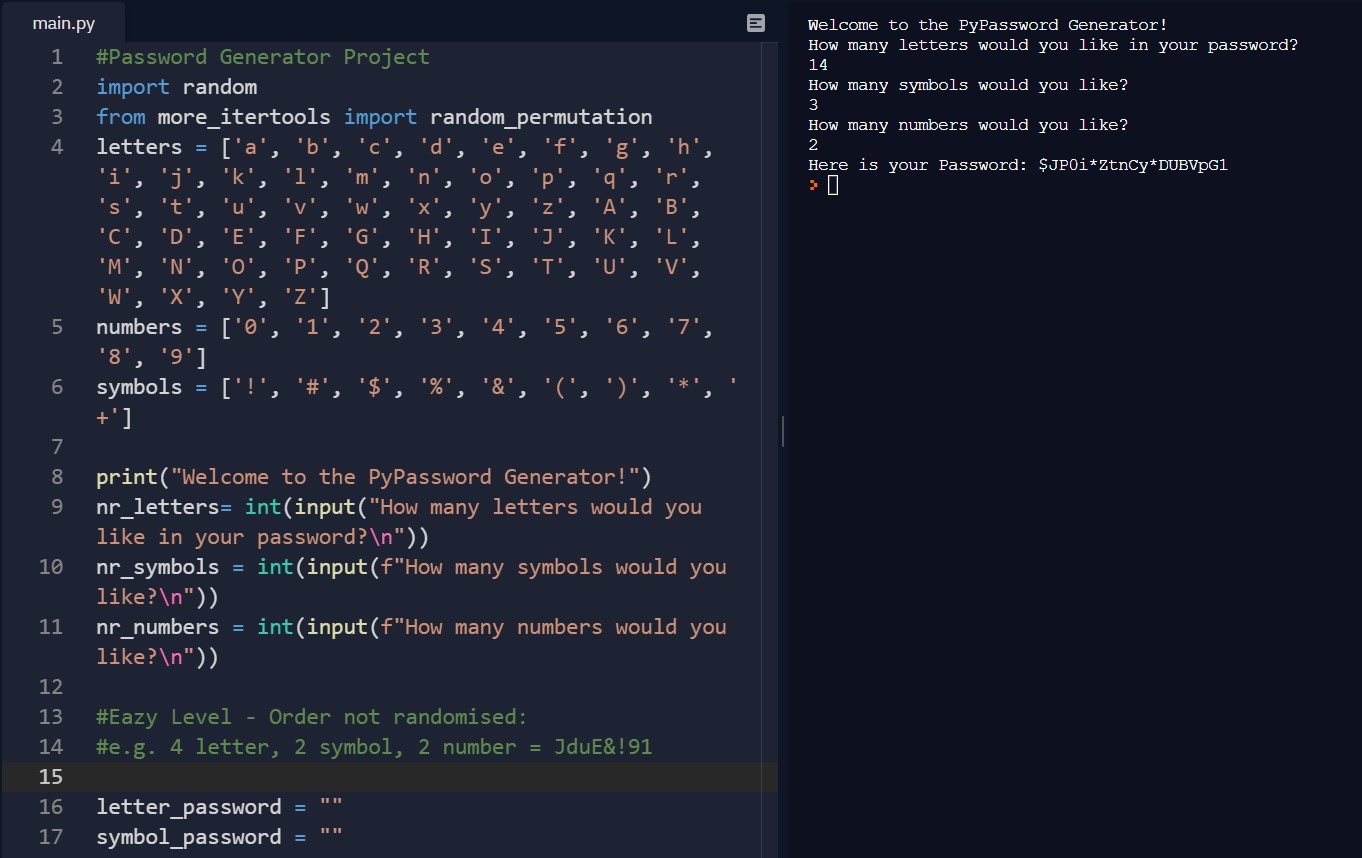 main.py
1 #Password Generator Project
2 import random
3 from more_itertools import random_permutation
4 letters = ['a', 'b', 'c', 'd', 'e', 'f', 'g', 'h',
'i', 'j', 'k', 'l', 'm', 'n', 'o', 'p', 'q', 'r',
's', 't', 'u', 'v', 'w', 'x', 'y', 'z', 'A', 'B',
'C', 'D', 'E', 'F', 'G', 'H', 'I', 'J', 'K', 'L',
'M', 'N', 'O', 'P', 'Q', 'R', 'S', 'T', 'U', 'V',
'W', 'X', 'Y', 'Z']
5 numbers = ['0', '1', '2', '3', '4', '5', '6', '7',
'8', '9']
6 symbols = ['!', '#', '$', '%', '&', '(', ')', '*', '
+']
7
8 print("Welcome to the PyPassword Generator!")
9 nr_letters= int(input("How many letters would you
like in your password?\n"))
10 nr_symbols = int(input(f"How many symbols would you
like?\n"))
11 nr_numbers = int(input(f"How many numbers would you
like?\n"))
12
13 #Eazy Level - Order not randomised:
14 #e.g. 4 letter, 2 symbol, 2 number = JduE&!91
15
16 letter_password = ""
17 symbol_password = ""
Welcome to the PyPassword Generator!
How many letters would you like in your password?
14
How many symbols would you like?
3
How many numbers would you like?
2
Here is your Password: $JP0i*ZtnCy*DUBVpG1
>